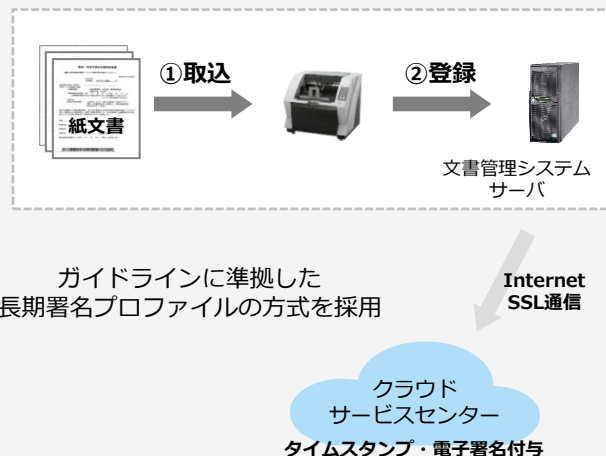 ①取込
②登録
紙文書
文書管理システム
サーバ
ガイドラインに準拠した
長期署名プロファイルの方式を採用
Internet
SSL通信
クラウド
サービスセンター
タイムスタンプ・電子署名付与